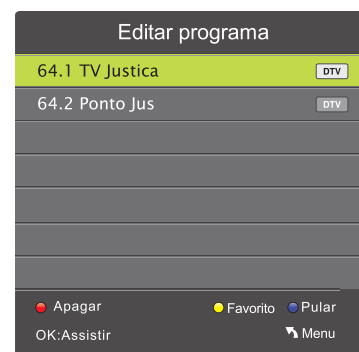 Editar programa
64.1 TV Justica DTV
64.2 Ponto Jus DTV
Apagar Favorito Pular
OK:Assistir Menu